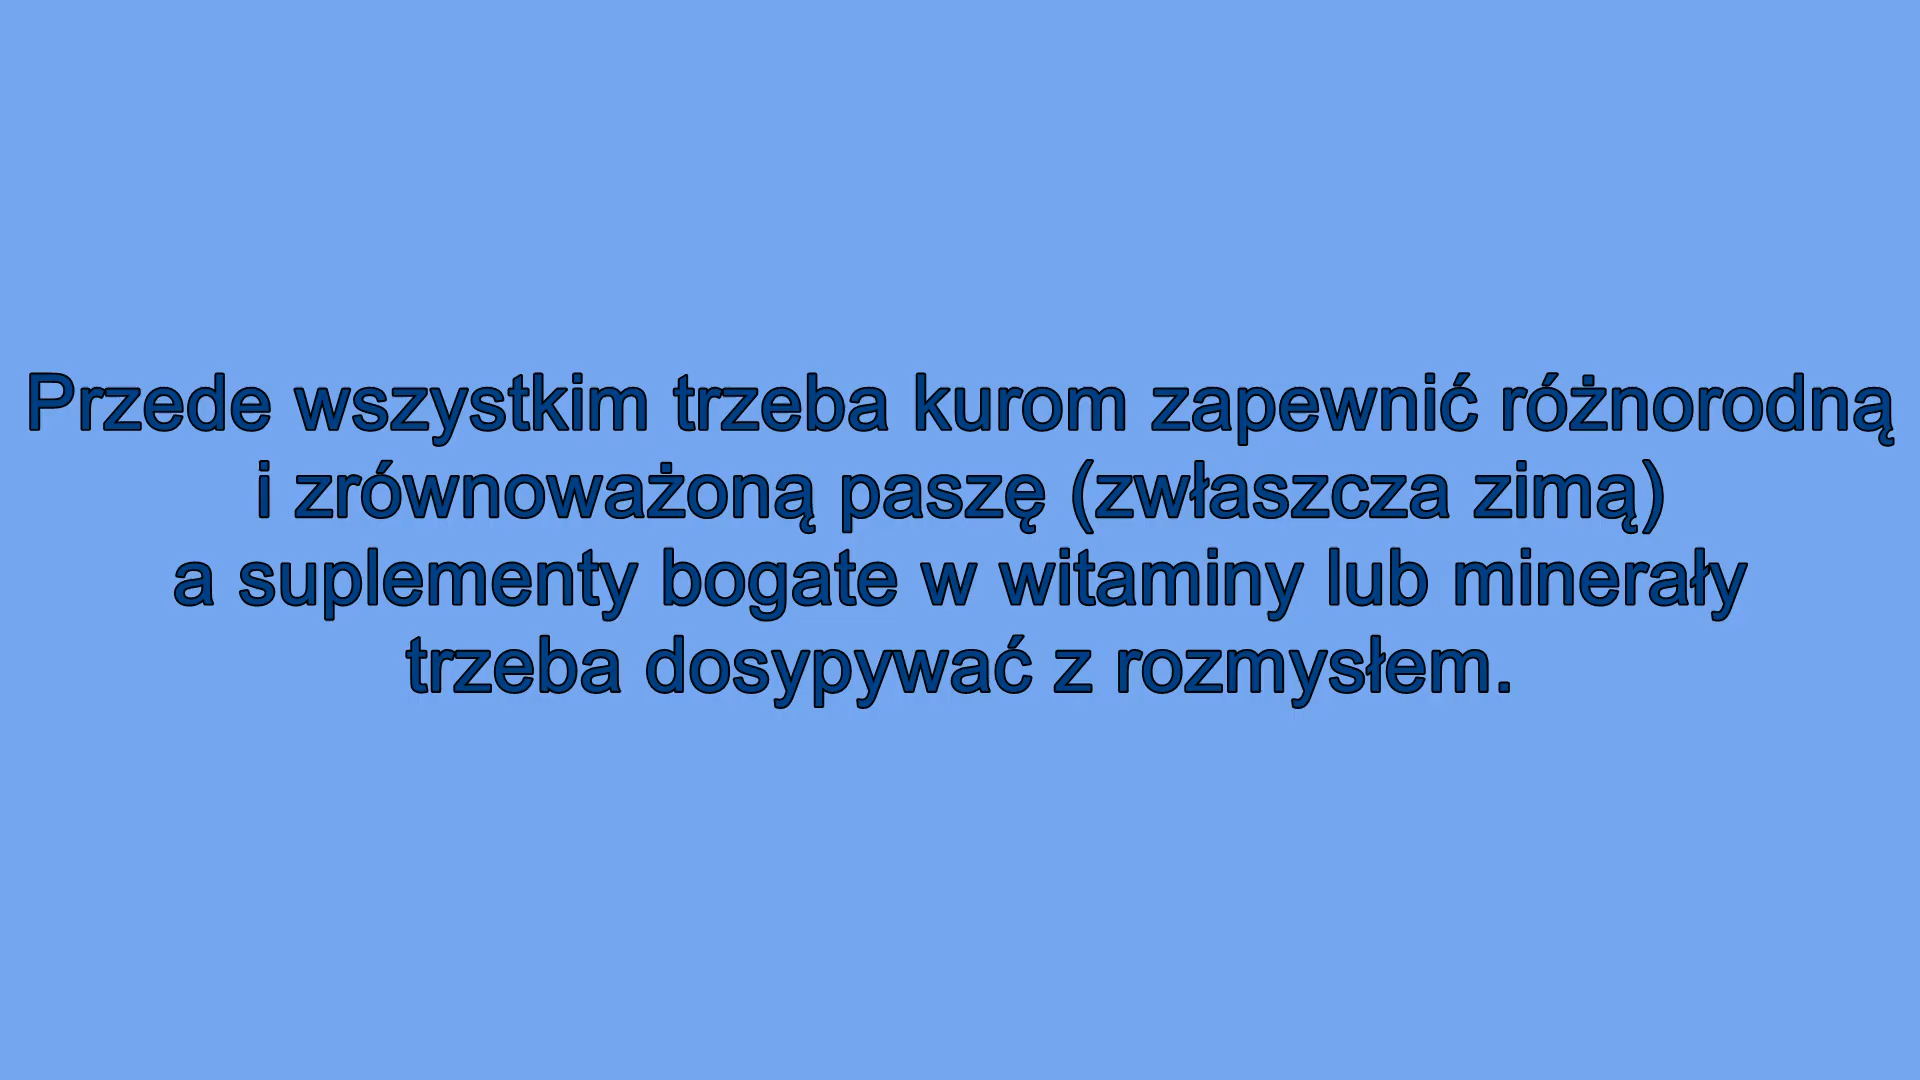 Przede wszystkim trzeba kurom zapewnić różnorodną
i zrównoważoną paszę (zwłaszcza zimą)
a suplementy bogate w witaminy lub minerały
trzeba dosypywać z rozmysłem.